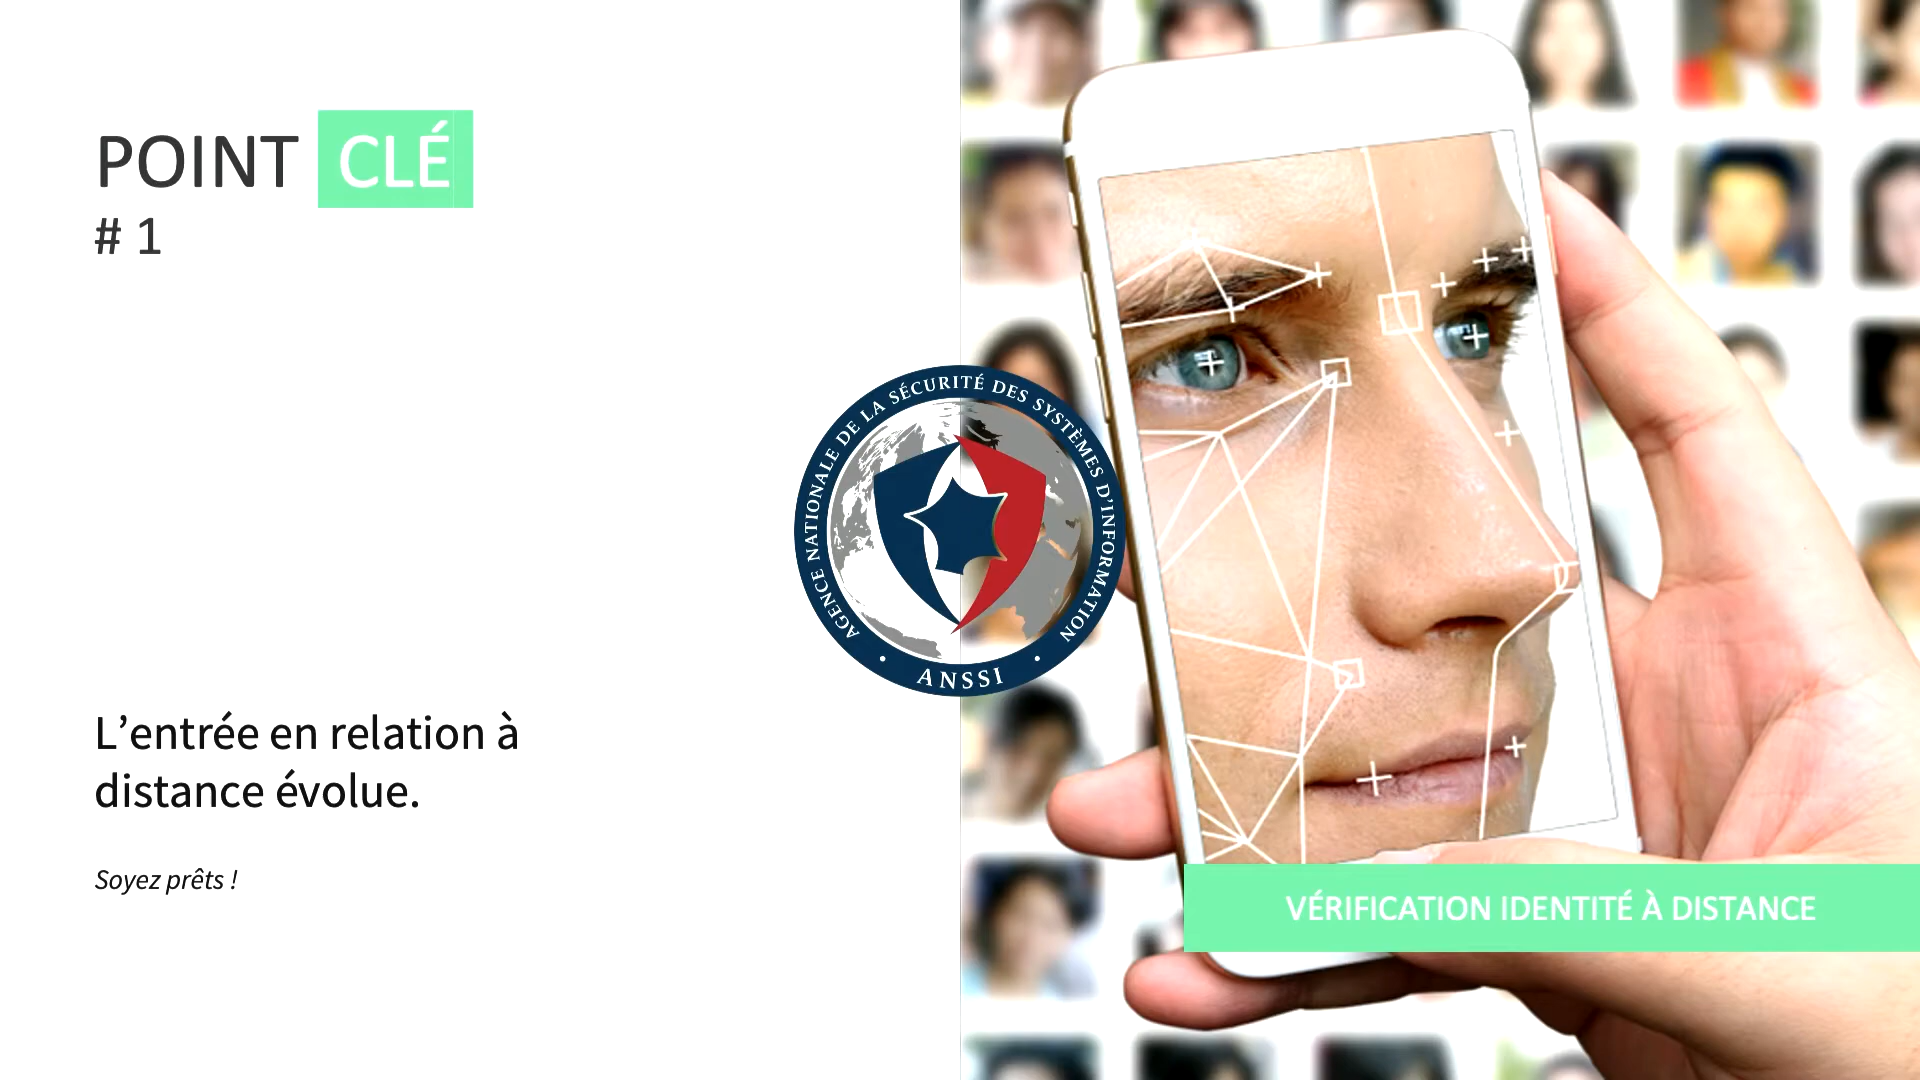 POINT CLÉ
# 1
AGENCE NATIONALE DE LA SÉCURITÉ DES SYSTÈMES D'INFORMATION
• ANSSI •
L’entrée en relation à
distance évolue.
Soyez prêts !
VÉRIFICATION IDENTITÉ À DISTANCE